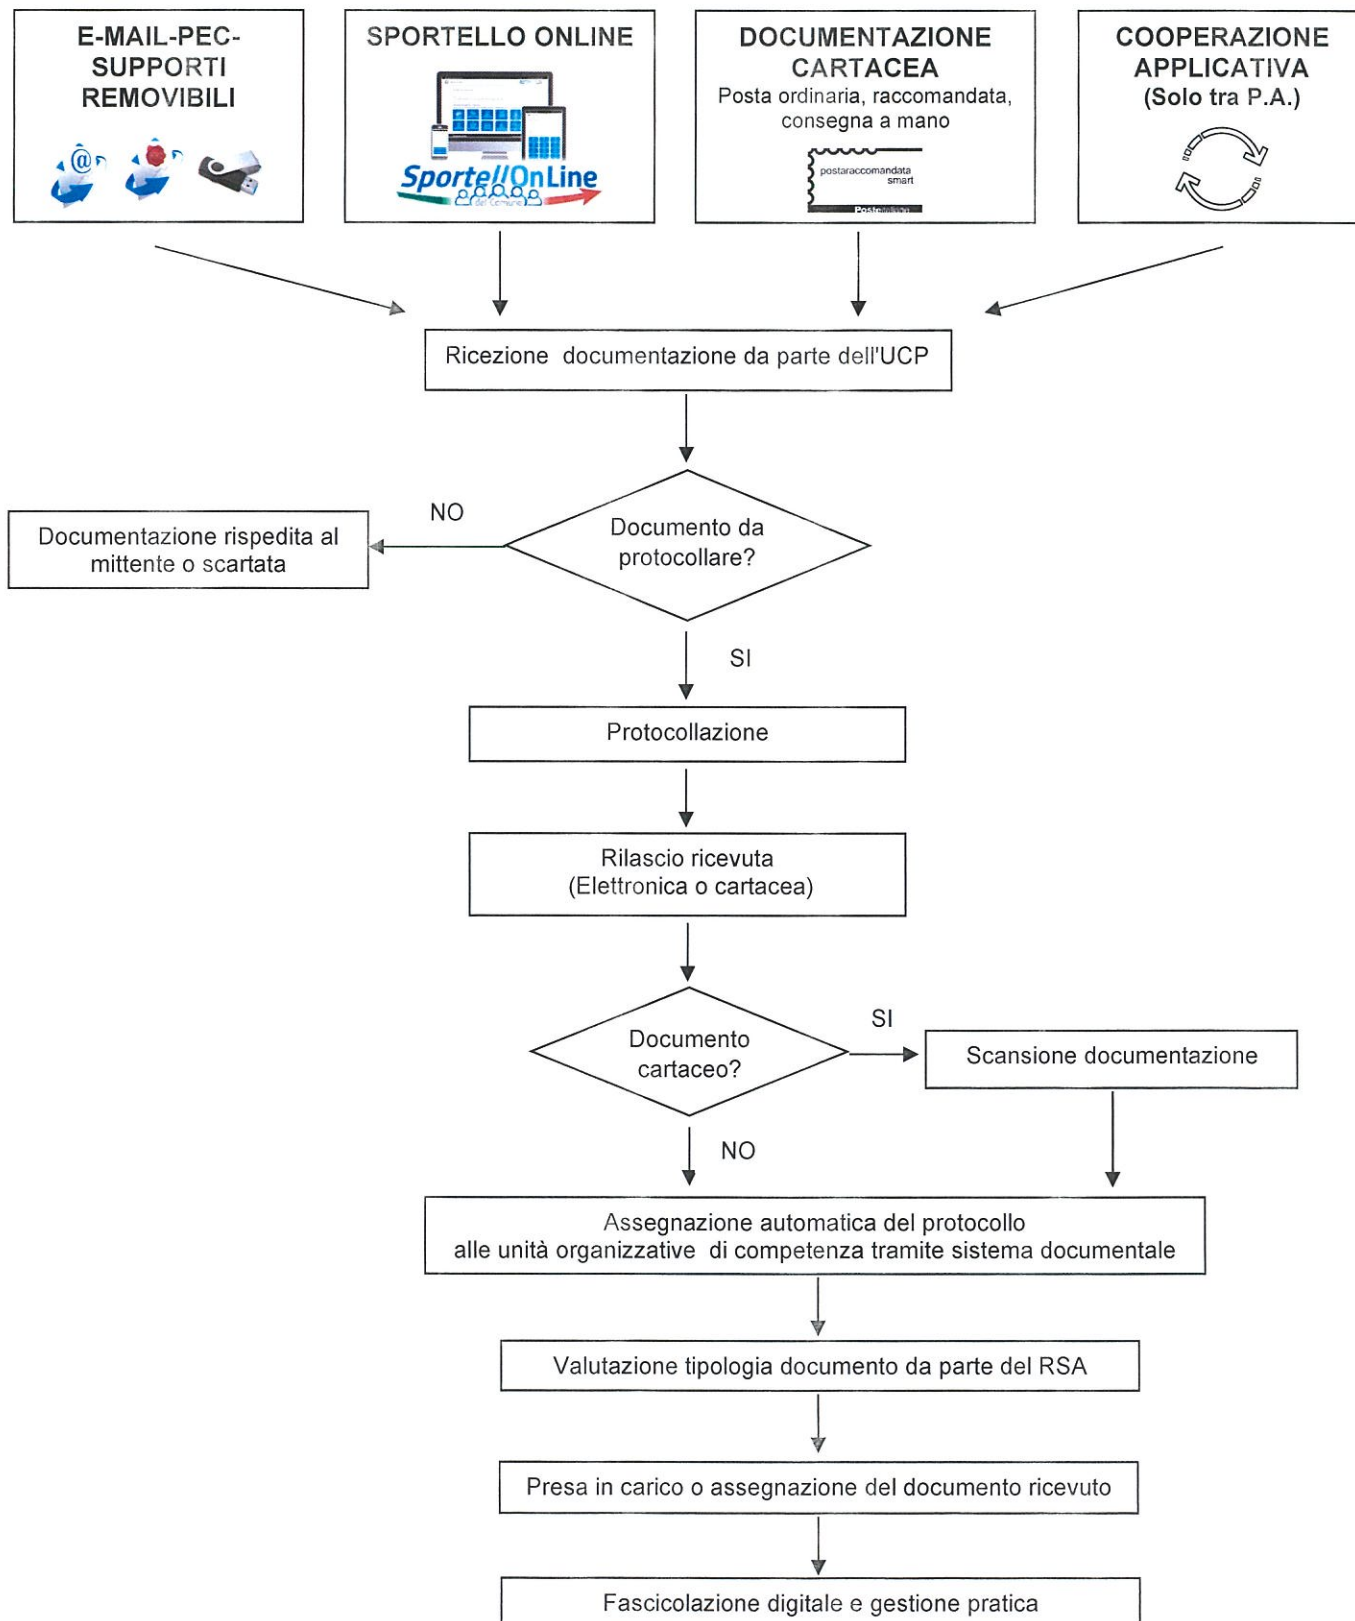 E-MAIL-PEC-
SUPPORTI
REMOVIBILI
@
SPORTELLO ONLINE
SportellOnLine
del Comune
DOCUMENTAZIONE
CARTACEA
Posta ordinaria, raccomandata,
consegna a mano
postaraccomandata
smart
Posteitaliane
COOPERAZIONE
APPLICATIVA
(Solo tra P.A.)
Ricezione documentazione da parte dell'UCP
Documento da
protocollare?
NO
Documentazione rispedita al
mittente o scartata
SI
Protocollazione
Rilascio ricevuta
(Elettronica o cartacea)
Documento
cartaceo?
SI
Scansione documentazione
NO
Assegnazione automatica del protocollo
alle unità organizzative di competenza tramite sistema documentale
Valutazione tipologia documento da parte del RSA
Presa in carico o assegnazione del documento ricevuto
Fascicolazione digitale e gestione pratica